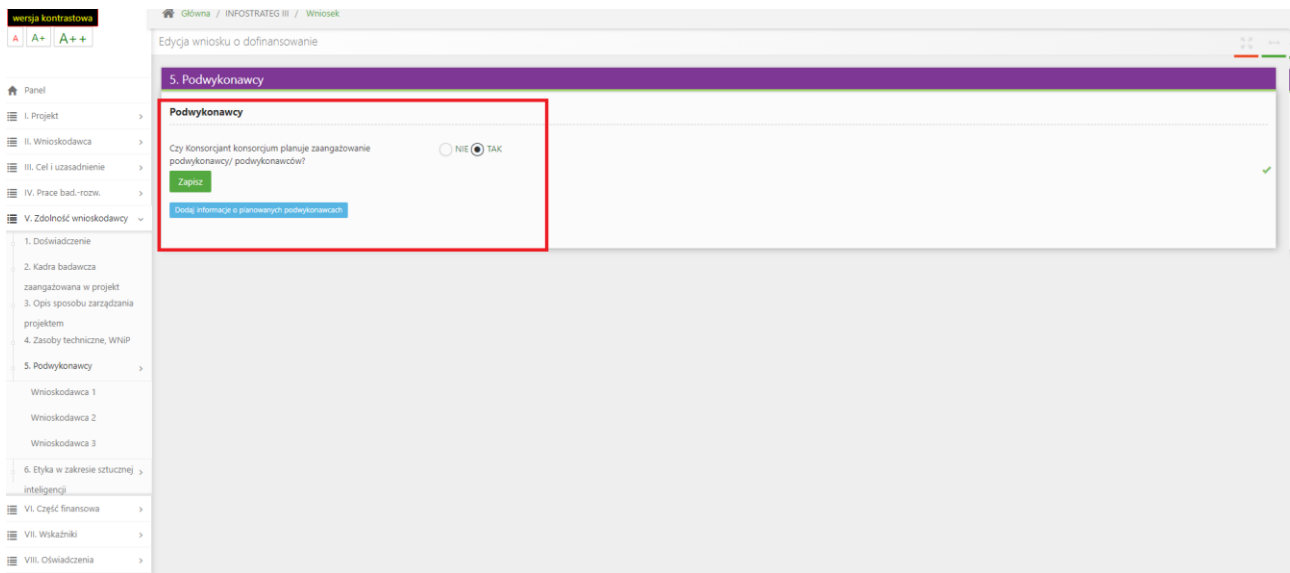 wersja kontrastowa
A A+ A++
Główna / INFOSTRATEG III / Wniosek
Edycja wniosku o dofinansowanie
Panel
I. Projekt
II. Wnioskodawca
III. Cel i uzasadnienie
IV. Prace bad.-rozw.
V. Zdolność wnioskodawcy
1. Doświadczenie
2. Kadra badawcza
zaangażowana w projekt
3. Opis sposobu zarządzania
projektem
4. Zasoby techniczne, WNiP
5. Podwykonawcy
Wnioskodawca 1
Wnioskodawca 2
Wnioskodawca 3
6. Etyka w zakresie sztucznej
inteligencji
VI. Część finansowa
VII. Wskaźniki
VIII. Oświadczenia
5. Podwykonawcy
Podwykonawcy
Czy Konsorcjant konsorcjum planuje zaangażowanie
podwykonawcy/ podwykonawców?
NIE TAK
Zapisz
Dodaj informacje o planowanych podwykonawcach